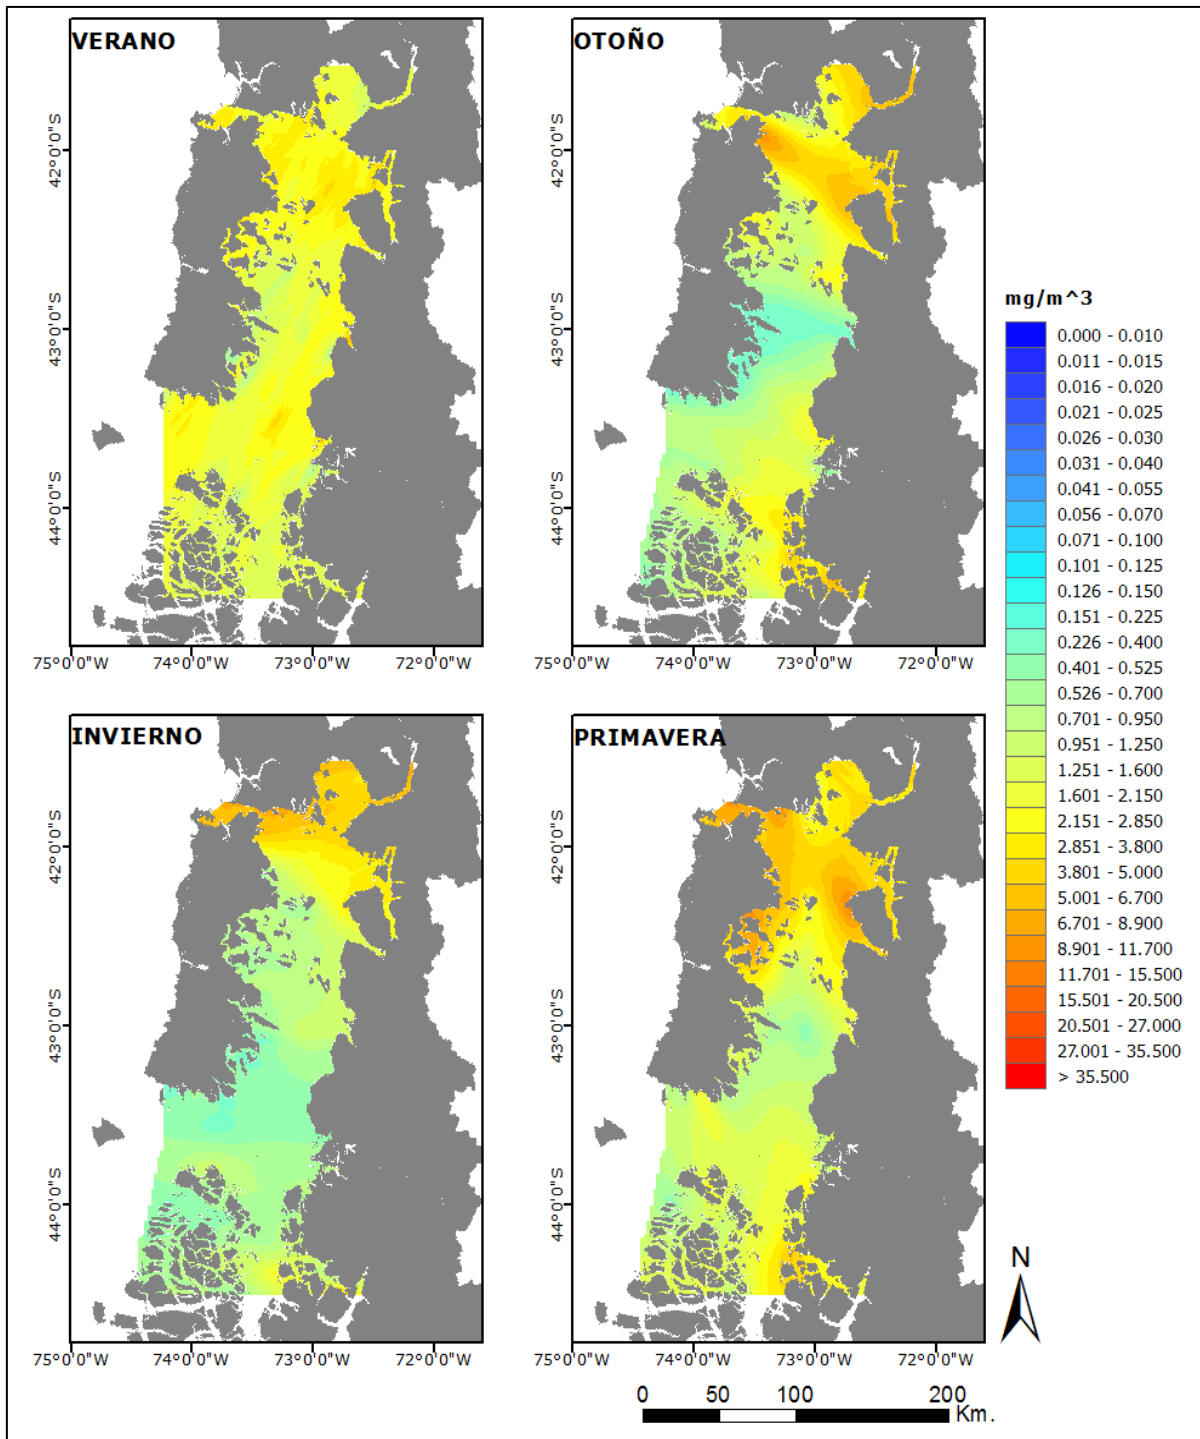 VERANO
42°0'0"S
43°0'0"S
44°0'0"S
75°0'0"W
74°0'0"W
73°0'0"W
72°0'0"W
OTOÑO
42°0'0"S
43°0'0"S
44°0'0"S
75°0'0"W
74°0'0"W
73°0'0"W
72°0'0"W
INVIERNO
42°0'0"S
43°0'0"S
44°0'0"S
75°0'0"W
74°0'0"W
73°0'0"W
72°0'0"W
PRIMAVERA
42°0'0"S
43°0'0"S
44°0'0"S
75°0'0"W
74°0'0"W
73°0'0"W
72°0'0"W
mg/m^3
0.000 - 0.010
0.011 - 0.015
0.016 - 0.020
0.021 - 0.025
0.026 - 0.030
0.031 - 0.040
0.041 - 0.055
0.056 - 0.070
0.071 - 0.100
0.101 - 0.125
0.126 - 0.150
0.151 - 0.225
0.226 - 0.400
0.401 - 0.525
0.526 - 0.700
0.701 - 0.950
0.951 - 1.250
1.251 - 1.600
1.601 - 2.150
2.151 - 2.850
2.851 - 3.800
3.801 - 5.000
5.001 - 6.700
6.701 - 8.900
8.901 - 11.700
11.701 - 15.500
15.501 - 20.500
20.501 - 27.000
27.001 - 35.500
> 35.500
N
0 50 100 200
Km.